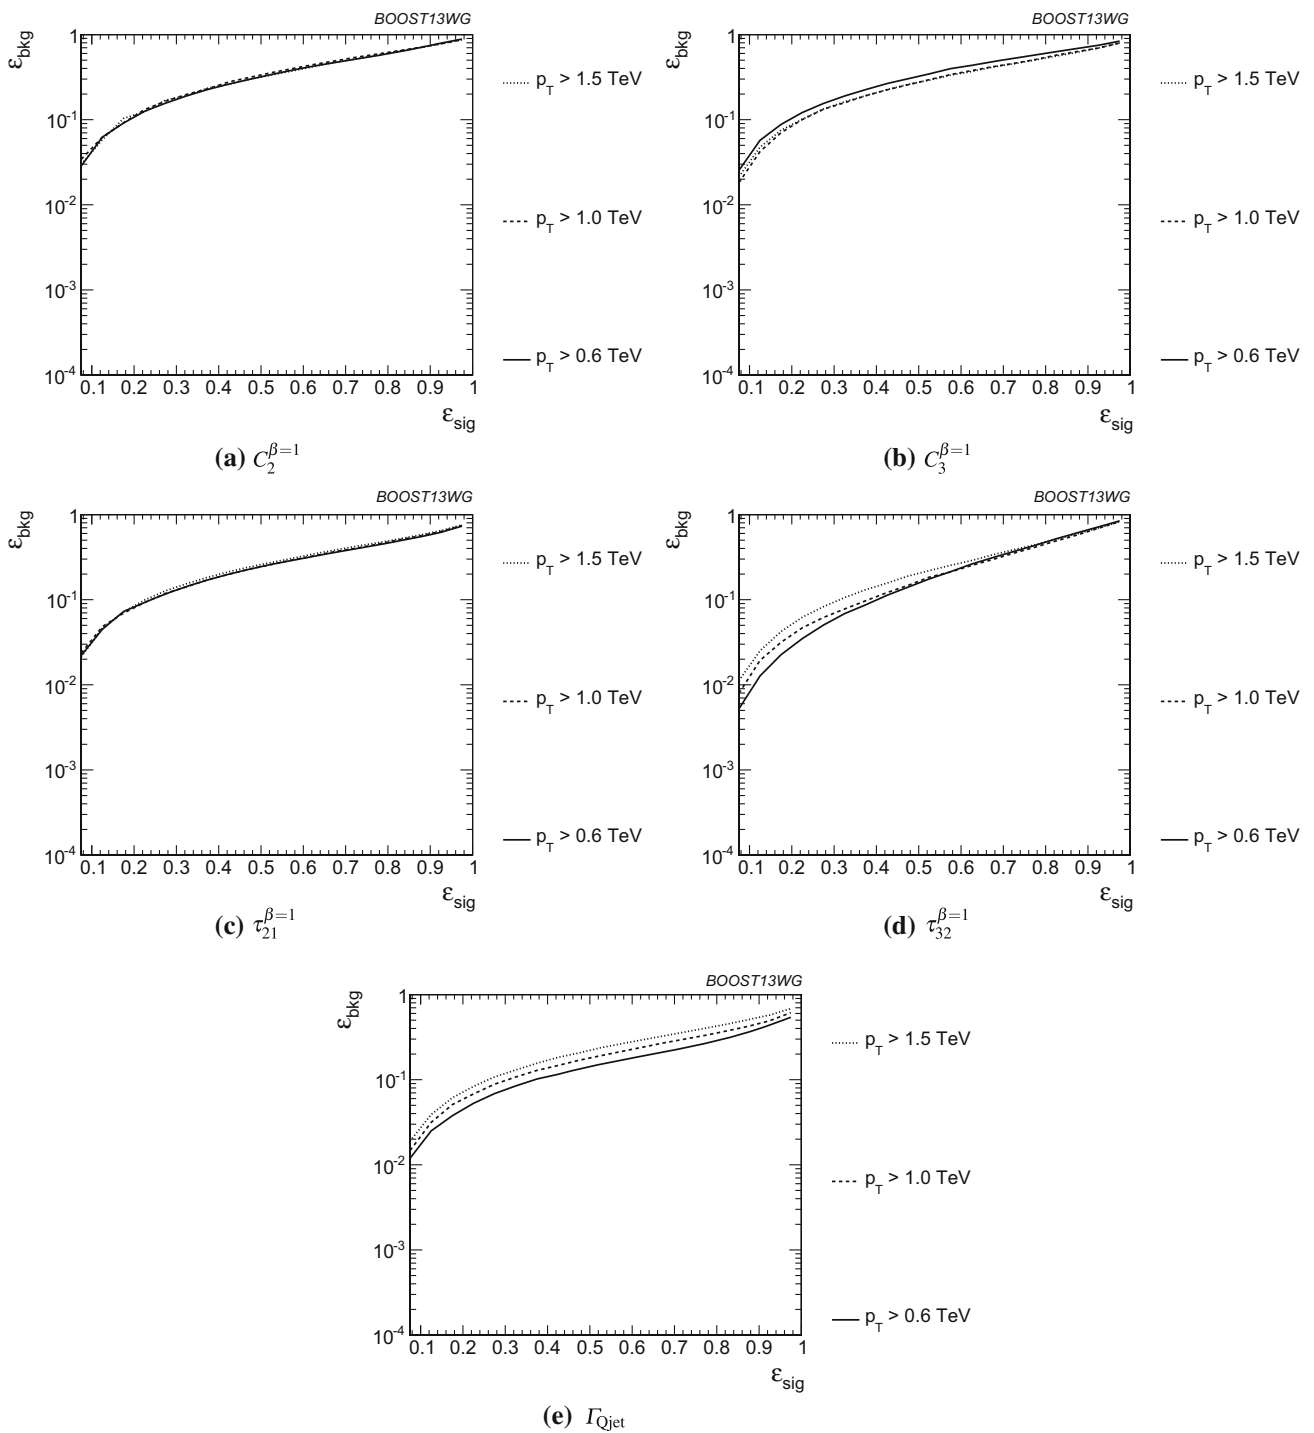 BOOST13WG
ε_bkg
1
10^-1
10^-2
10^-3
10^-4
0.1 0.2 0.3 0.4 0.5 0.6 0.7 0.8 0.9 1
ε_sig
p_T > 1.5 TeV
p_T > 1.0 TeV
p_T > 0.6 TeV
(a) C_2^{β=1}
BOOST13WG
ε_bkg
1
10^-1
10^-2
10^-3
10^-4
0.1 0.2 0.3 0.4 0.5 0.6 0.7 0.8 0.9 1
ε_sig
p_T > 1.5 TeV
p_T > 1.0 TeV
p_T > 0.6 TeV
(b) C_3^{β=1}
BOOST13WG
ε_bkg
1
10^-1
10^-2
10^-3
10^-4
0.1 0.2 0.3 0.4 0.5 0.6 0.7 0.8 0.9 1
ε_sig
p_T > 1.5 TeV
p_T > 1.0 TeV
p_T > 0.6 TeV
(c) τ_21^{β=1}
BOOST13WG
ε_bkg
1
10^-1
10^-2
10^-3
10^-4
0.1 0.2 0.3 0.4 0.5 0.6 0.7 0.8 0.9 1
ε_sig
p_T > 1.5 TeV
p_T > 1.0 TeV
p_T > 0.6 TeV
(d) τ_32^{β=1}
BOOST13WG
ε_bkg
1
10^-1
10^-2
10^-3
10^-4
0.1 0.2 0.3 0.4 0.5 0.6 0.7 0.8 0.9 1
ε_sig
p_T > 1.5 TeV
p_T > 1.0 TeV
p_T > 0.6 TeV
(e) Γ_Qjet